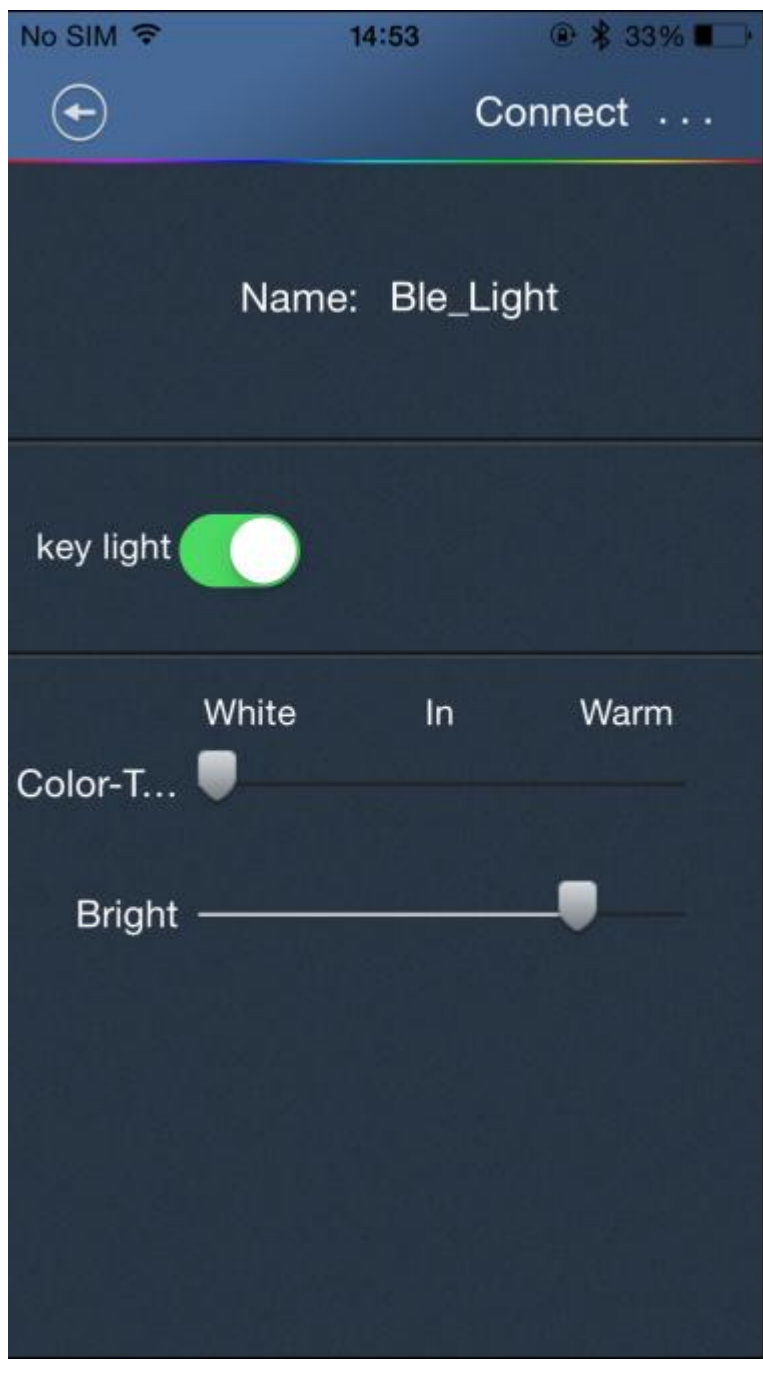 No SIM 14:53 33%
Connect ...
Name: Ble_Light
key light
White In Warm
Color-T...
Bright